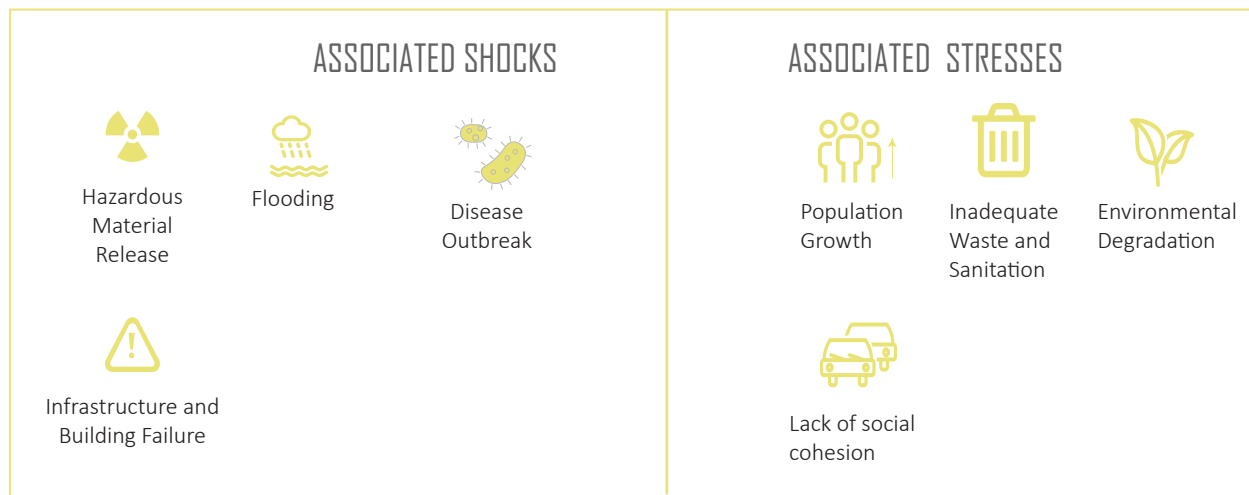 ASSOCIATED SHOCKS
Hazardous
Material
Release
Flooding
Disease
Outbreak
Infrastructure and
Building Failure
ASSOCIATED STRESSES
Population
Growth
Inadequate
Waste and
Sanitation
Environmental
Degradation
Lack of social
cohesion